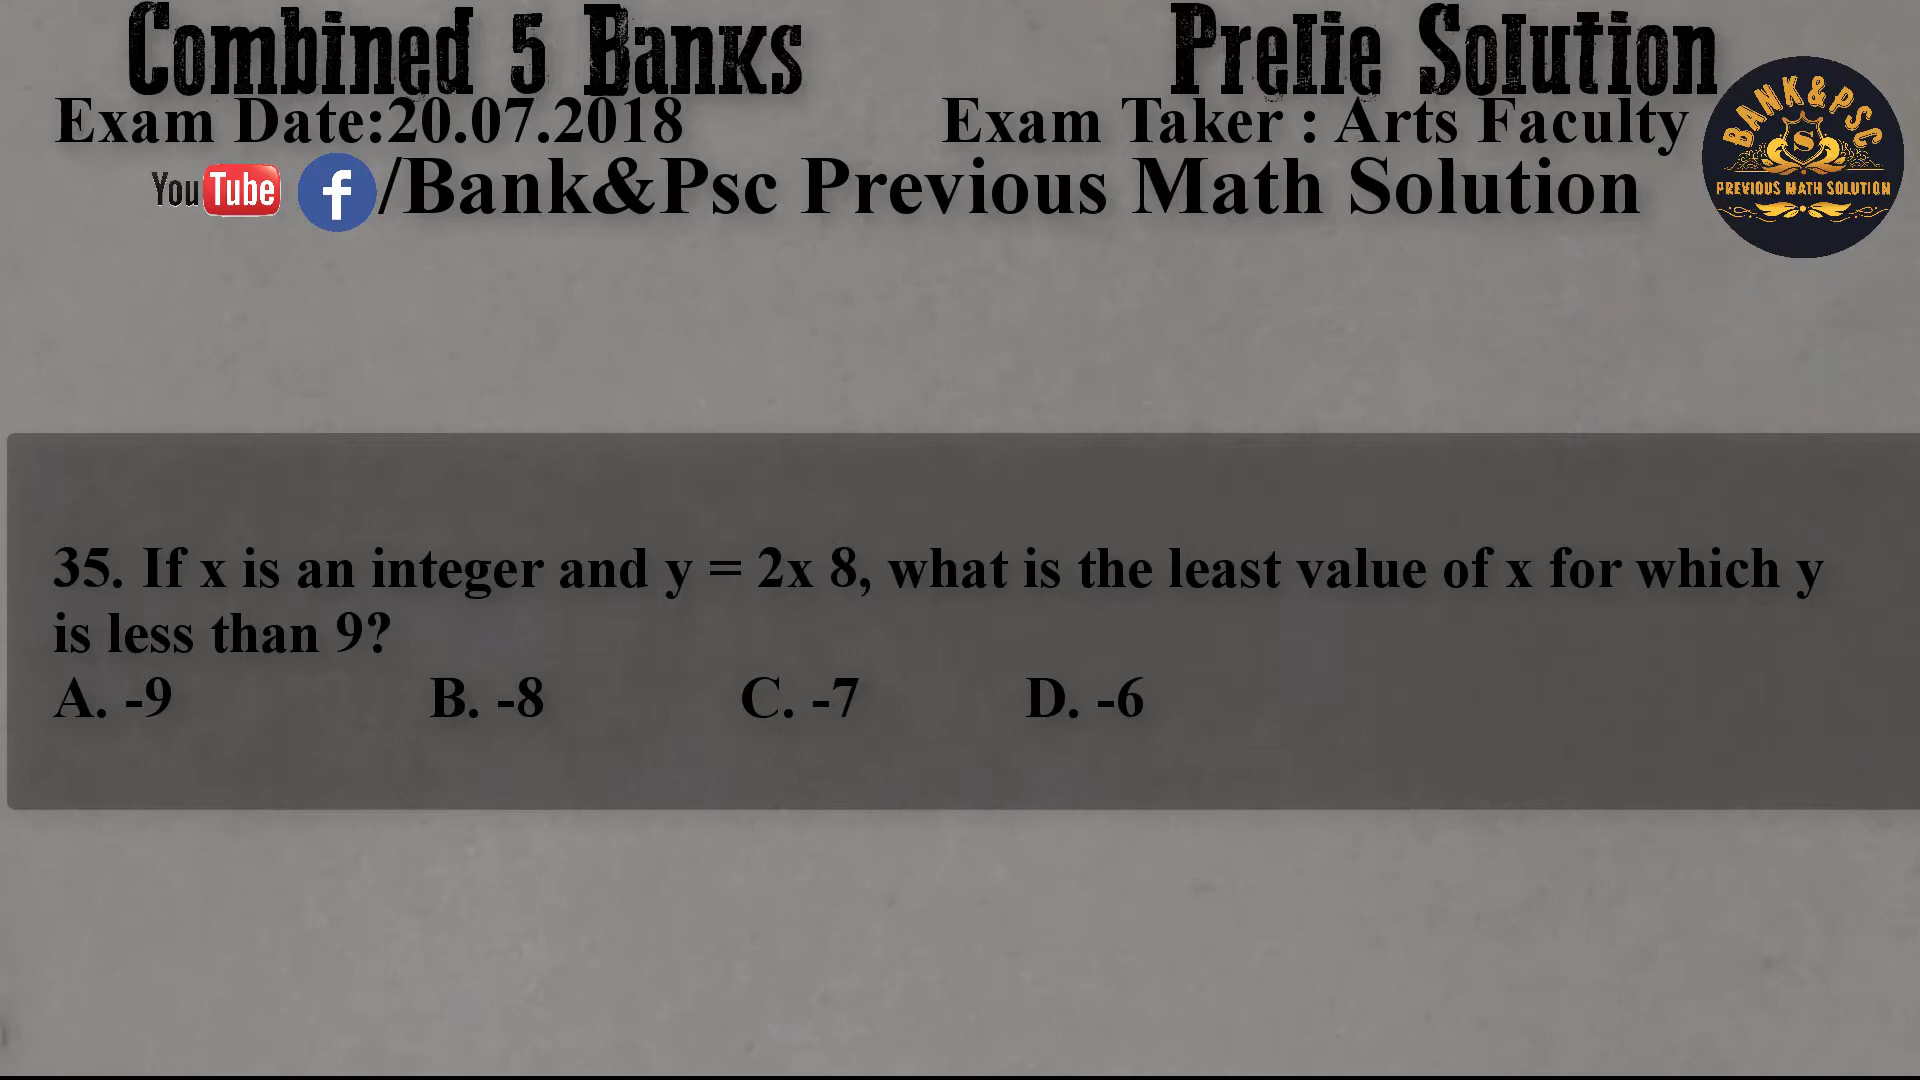 Combined 5 Banks Prelie Solution
Exam Date:20.07.2018 Exam Taker : Arts Faculty
You Tube f /Bank&Psc Previous Math Solution
BANK&PSC
S
PREVIOUS MATH SOLUTION
35. If x is an integer and y = 2x 8, what is the least value of x for which y
is less than 9?
A. -9 B. -8 C. -7 D. -6